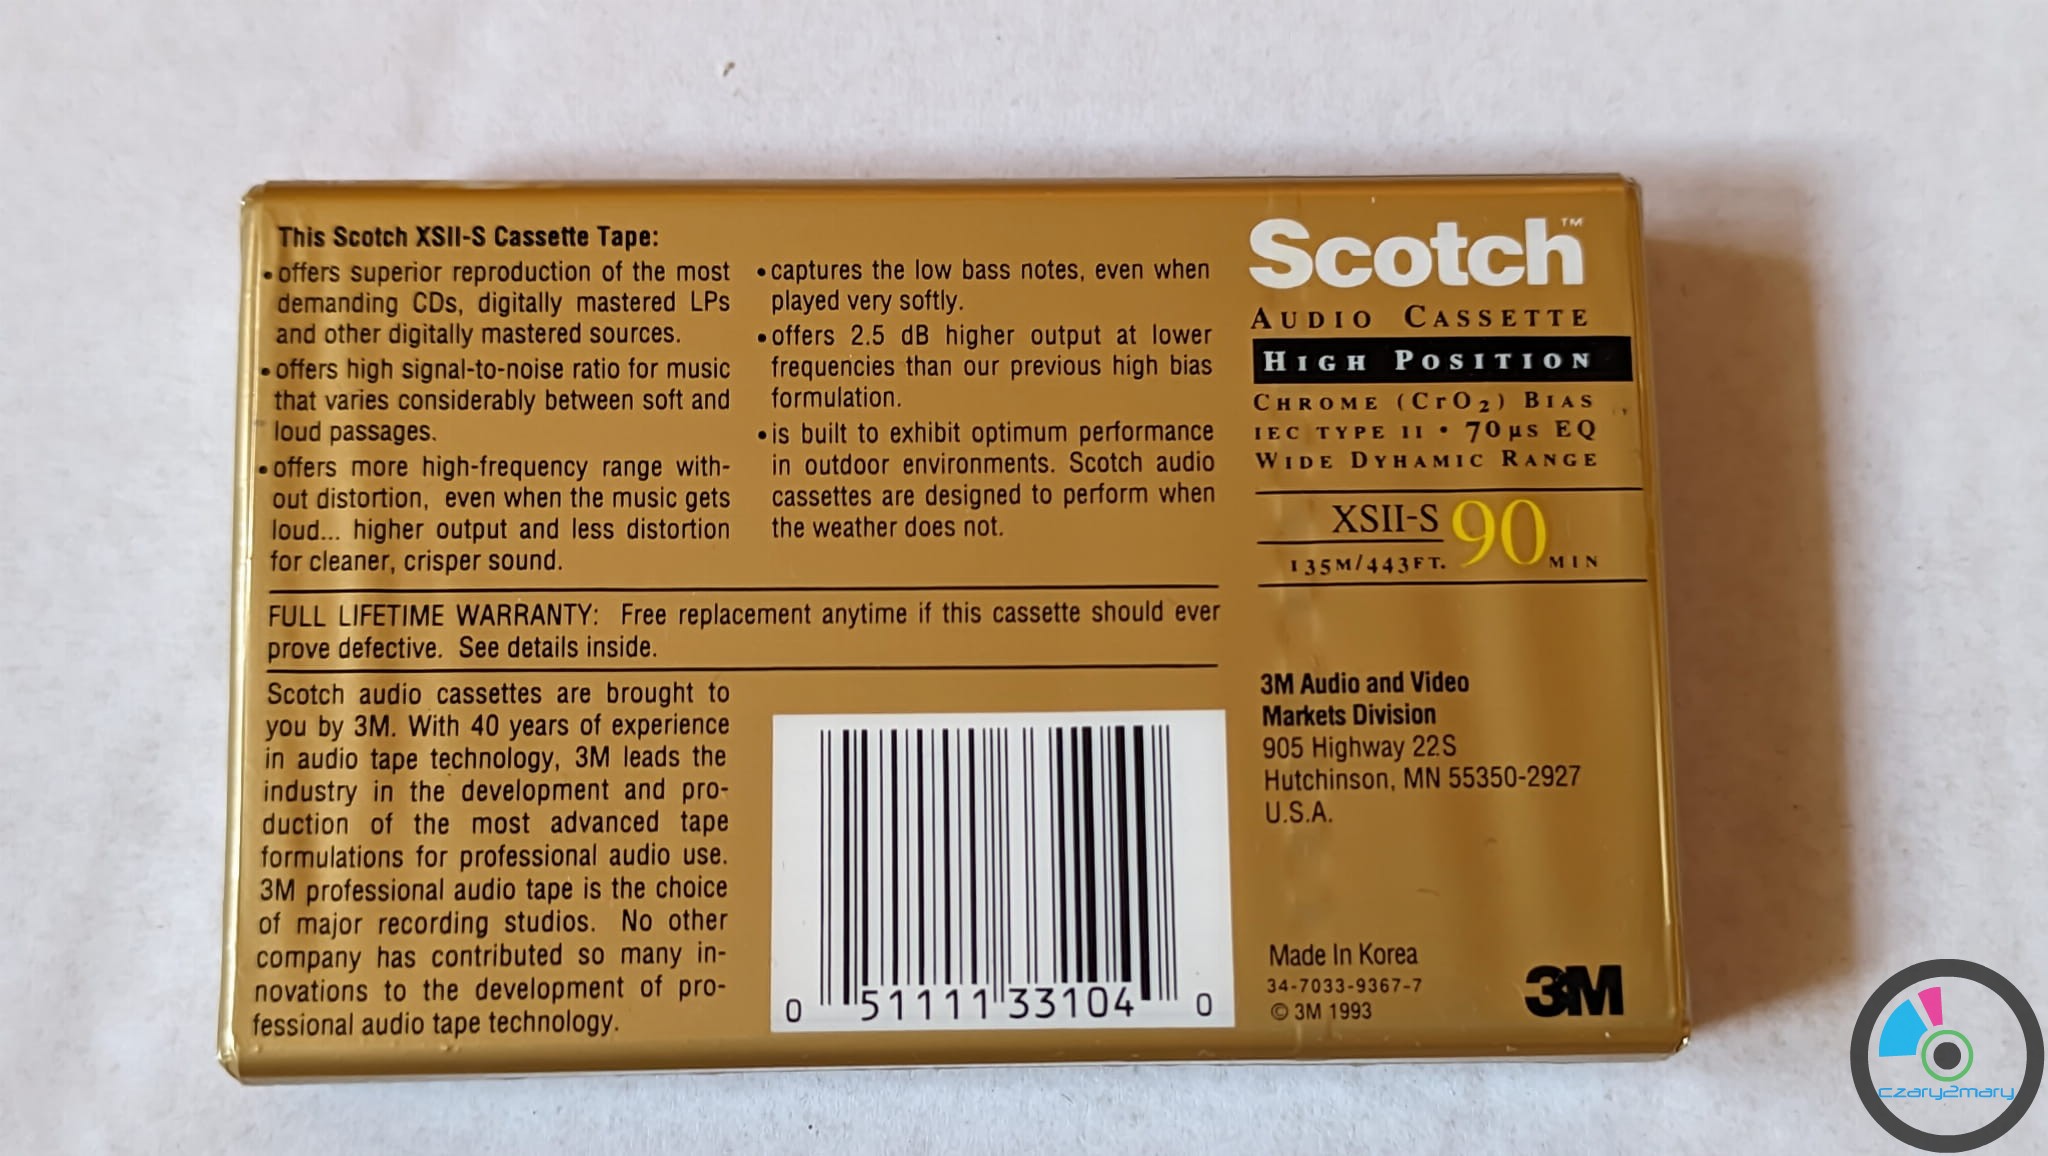 This Scotch XSII-S Cassette Tape:
• offers superior reproduction of the most
demanding CDs, digitally mastered LPs
and other digitally mastered sources.
• offers high signal-to-noise ratio for music
that varies considerably between soft and
loud passages.
• offers more high-frequency range with-
out distortion, even when the music gets
loud... higher output and less distortion
for cleaner, crisper sound.
• captures the low bass notes, even when
played very softly.
• offers 2.5 dB higher output at lower
frequencies than our previous high bias
formulation.
• is built to exhibit optimum performance
in outdoor environments. Scotch audio
cassettes are designed to perform when
the weather does not.
FULL LIFETIME WARRANTY: Free replacement anytime if this cassette should ever
prove defective. See details inside.
Scotch audio cassettes are brought to
you by 3M. With 40 years of experience
in audio tape technology, 3M leads the
industry in the development and pro-
duction of the most advanced tape
formulations for professional audio use.
3M professional audio tape is the choice
of major recording studios. No other
company has contributed so many in-
novations to the development of pro-
fessional audio tape technology.
0 51111 33104 0
Scotch™
AUDIO CASSETTE
HIGH POSITION
CHROME (CrO₂) BIAS
IEC TYPE II • 70 µs EQ
WIDE DYHAMIC RANGE
XSII-S 90 MIN
135M/443FT.
3M Audio and Video
Markets Division
905 Highway 22S
Hutchinson, MN 55350-2927
U.S.A.
Made In Korea
34-7033-9367-7
© 3M 1993
3M
czary2mary